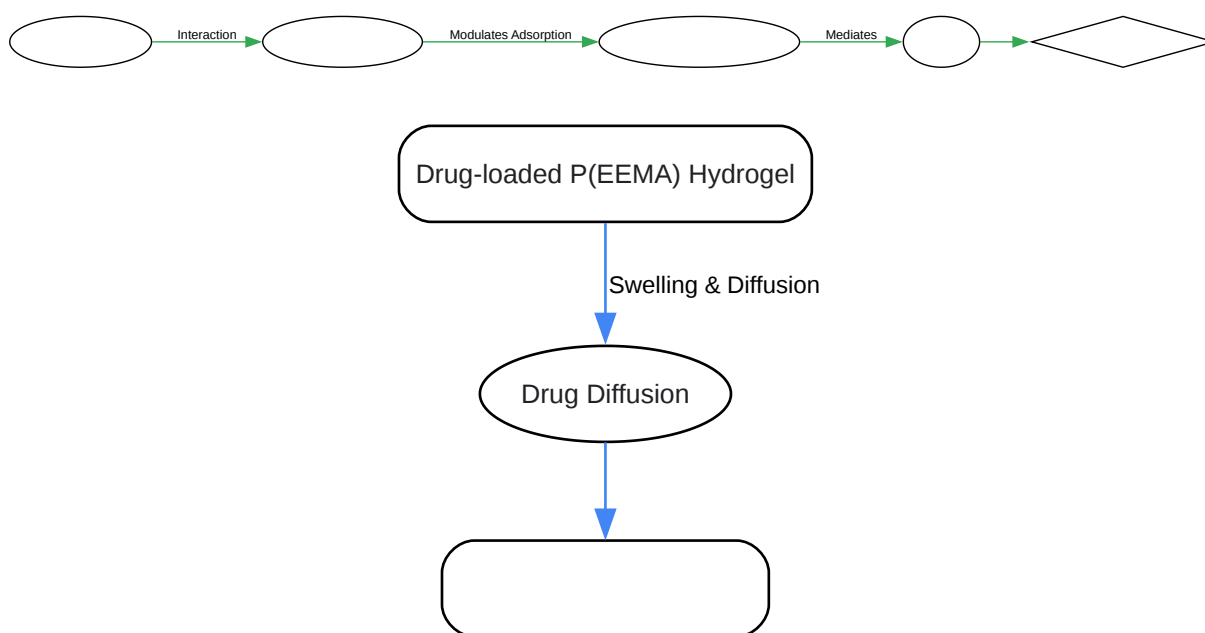 Interaction
Modulates Adsorption
Mediates
Drug-loaded P(EEMA) Hydrogel
Swelling & Diffusion
Drug Diffusion